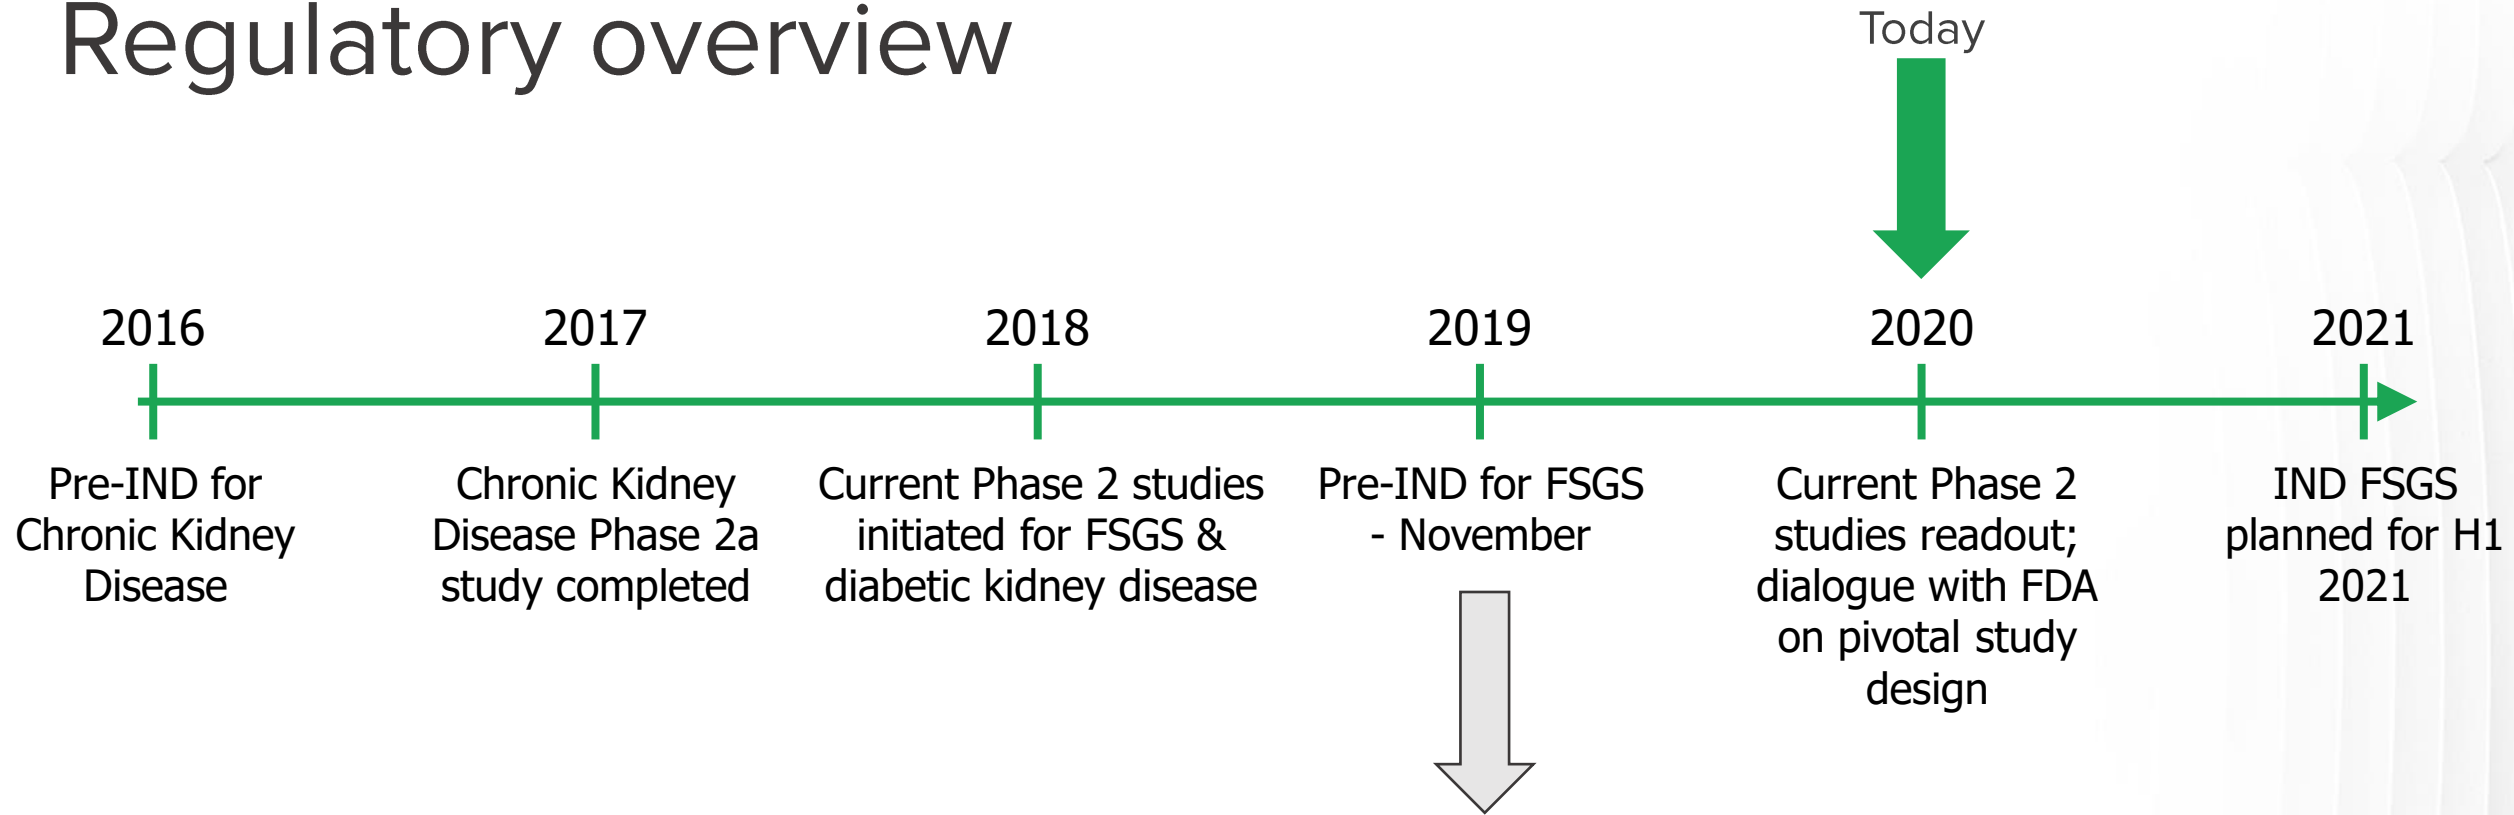 Regulatory overview
Today
2016
2017
2018
2019
2020
2021
Pre-IND for
Chronic Kidney
Disease
Chronic Kidney
Disease Phase 2a
study completed
Current Phase 2 studies
initiated for FSGS &
diabetic kidney disease
Pre-IND for FSGS
- November
Current Phase 2
studies readout;
dialogue with FDA
on pivotal study
design
IND FSGS
planned for H1
2021